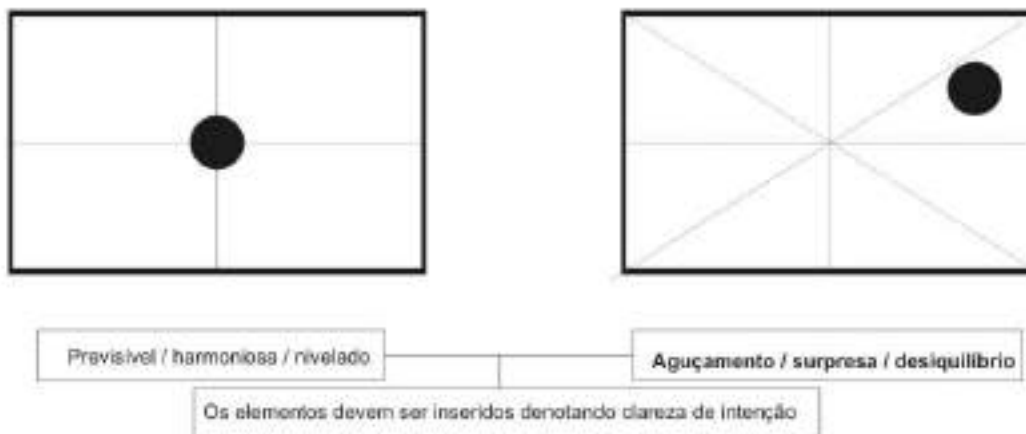 Previsível / harmoniosa / nivelado
Aguçamento / surpresa / desiquilíbrio
Os elementos devem ser inseridos denotando clareza de intenção